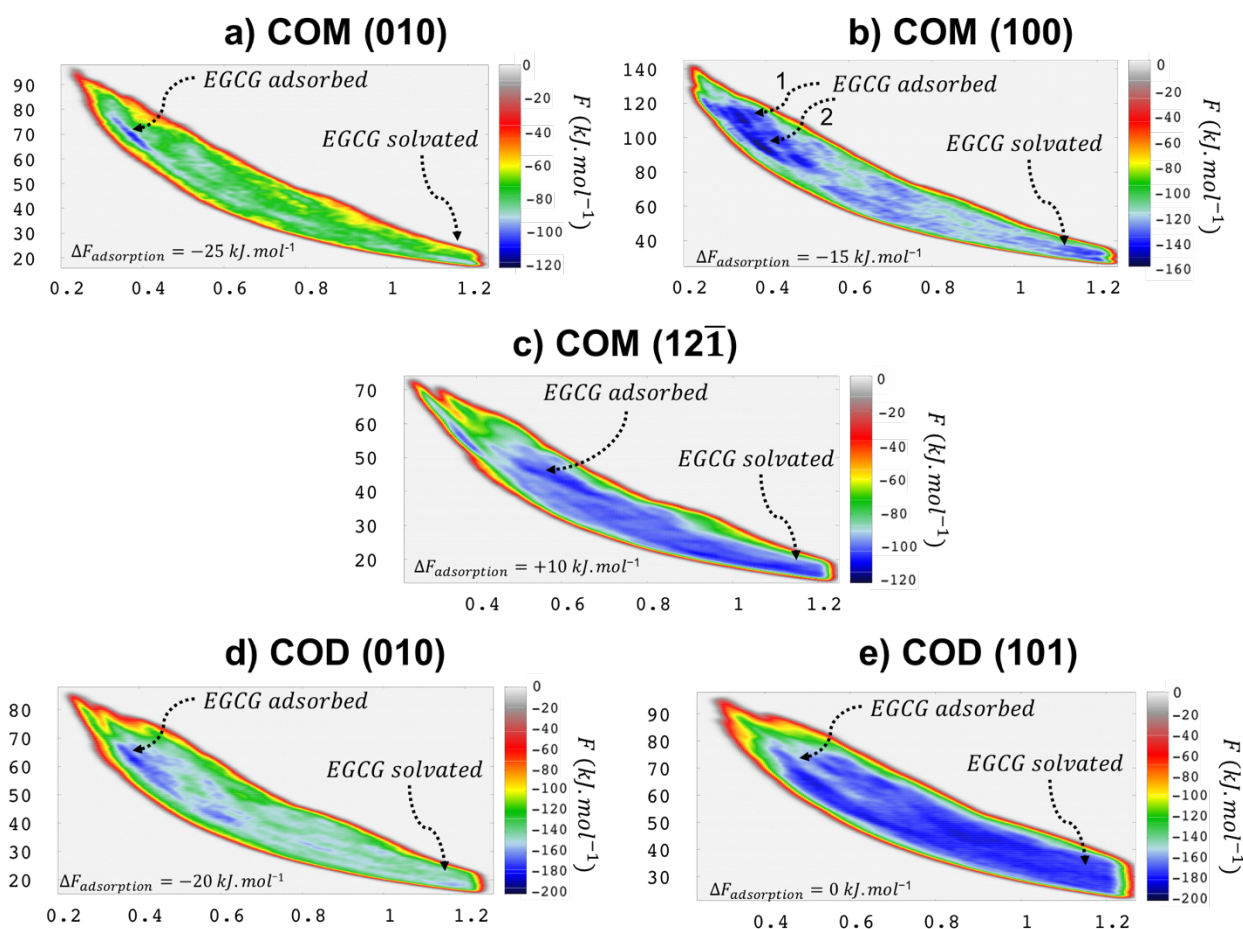 a) COM (010)
90
80
70
60
50
40
30
20
0.2 0.4 0.6 0.8 1 1.2
EGCG adsorbed
EGCG solvated
ΔF_adsorption = −25 kJ.mol⁻¹
0
−20
−40
−60
−80
−100
−120
F (kJ.mol⁻¹)
b) COM (100)
140
120
100
80
60
40
0.2 0.4 0.6 0.8 1 1.2
1
EGCG adsorbed
2
EGCG solvated
ΔF_adsorption = −15 kJ.mol⁻¹
0
−20
−40
−60
−80
−100
−120
−140
−160
F (kJ.mol⁻¹)
c) COM (121̅)
70
60
50
40
30
20
0.4 0.6 0.8 1 1.2
EGCG adsorbed
EGCG solvated
ΔF_adsorption = +10 kJ.mol⁻¹
0
−20
−40
−60
−80
−100
−120
F (kJ.mol⁻¹)
d) COD (010)
80
70
60
50
40
30
20
0.2 0.4 0.6 0.8 1 1.2
EGCG adsorbed
EGCG solvated
ΔF_adsorption = −20 kJ.mol⁻¹
0
−20
−40
−60
−80
−100
−120
−140
−160
−180
−200
F (kJ.mol⁻¹)
e) COD (101)
90
80
70
60
50
40
30
0.4 0.6 0.8 1 1.2
EGCG adsorbed
EGCG solvated
ΔF_adsorption = 0 kJ.mol⁻¹
0
−20
−40
−60
−80
−100
−120
−140
−160
−180
−200
F (kJ.mol⁻¹)